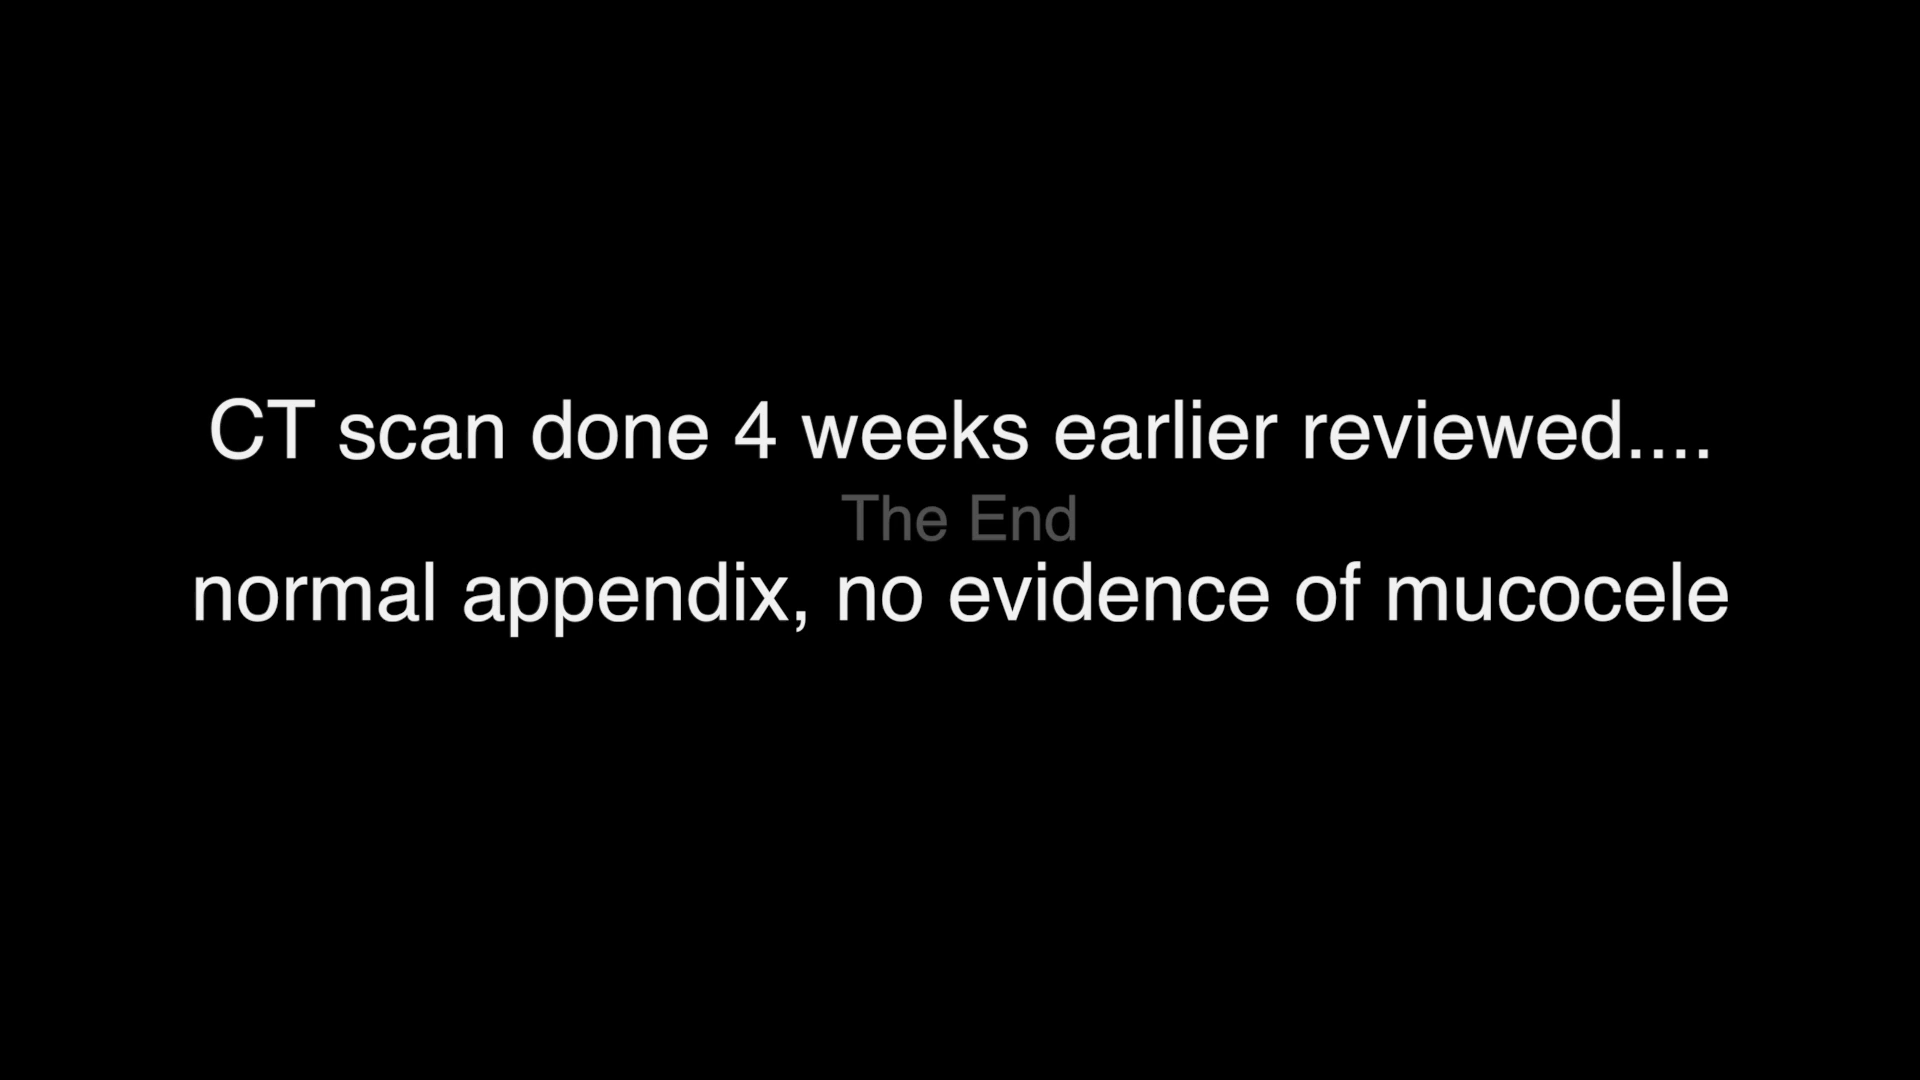 CT scan done 4 weeks earlier reviewed....
The End
normal appendix, no evidence of mucocele